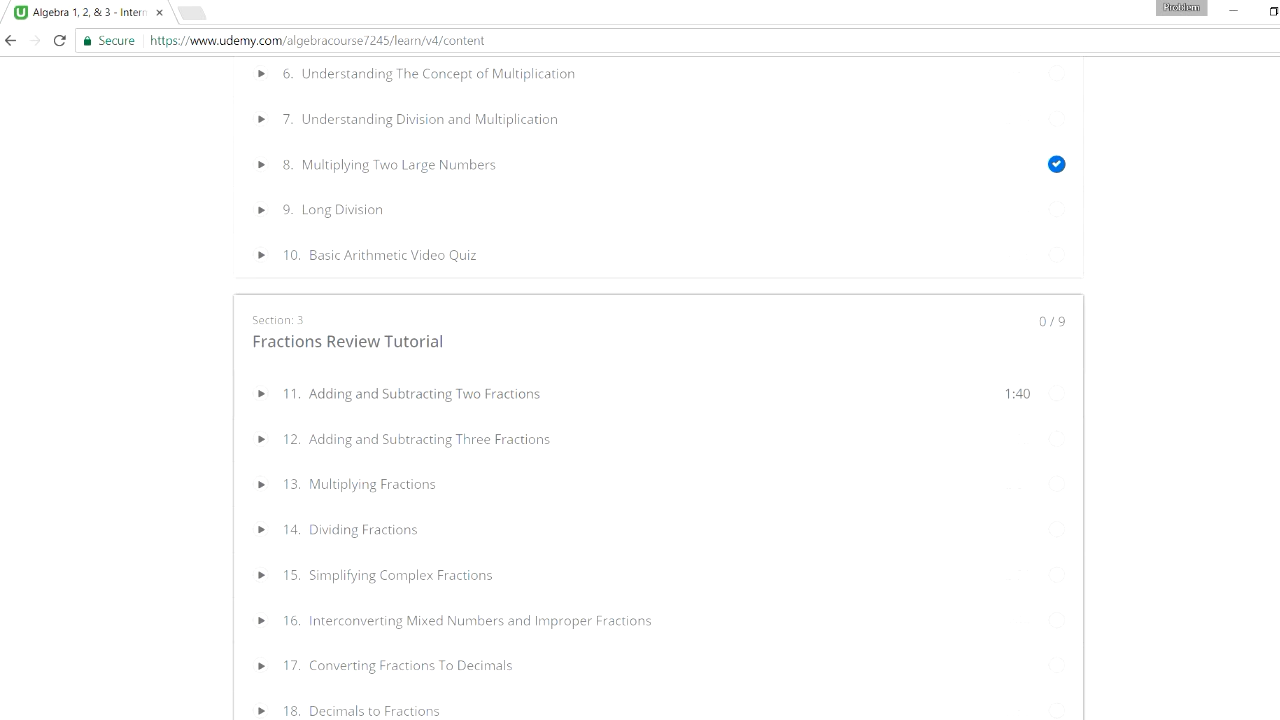 Algebra 1, 2, & 3 - Intern
Problem
Secure https://www.udemy.com/algebracourse7245/learn/v4/content
6. Understanding The Concept of Multiplication
7. Understanding Division and Multiplication
8. Multiplying Two Large Numbers
9. Long Division
10. Basic Arithmetic Video Quiz
Section: 3 0 / 9
Fractions Review Tutorial
11. Adding and Subtracting Two Fractions 1:40
12. Adding and Subtracting Three Fractions
13. Multiplying Fractions
14. Dividing Fractions
15. Simplifying Complex Fractions
16. Interconverting Mixed Numbers and Improper Fractions
17. Converting Fractions To Decimals
18. Decimals to Fractions